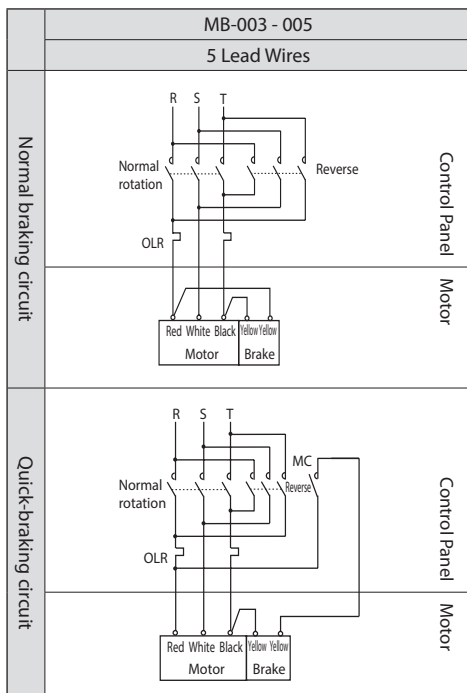 MB-003 - 005
5 Lead Wires
Normal braking circuit
R S T
Normal
rotation
Reverse
OLR
Control Panel
Motor
Red White Black Yellow Yellow
Motor Brake
Quick-braking circuit
R S T
MC
Normal
rotation
Reverse
OLR
Control Panel
Motor
Red White Black Yellow Yellow
Motor Brake